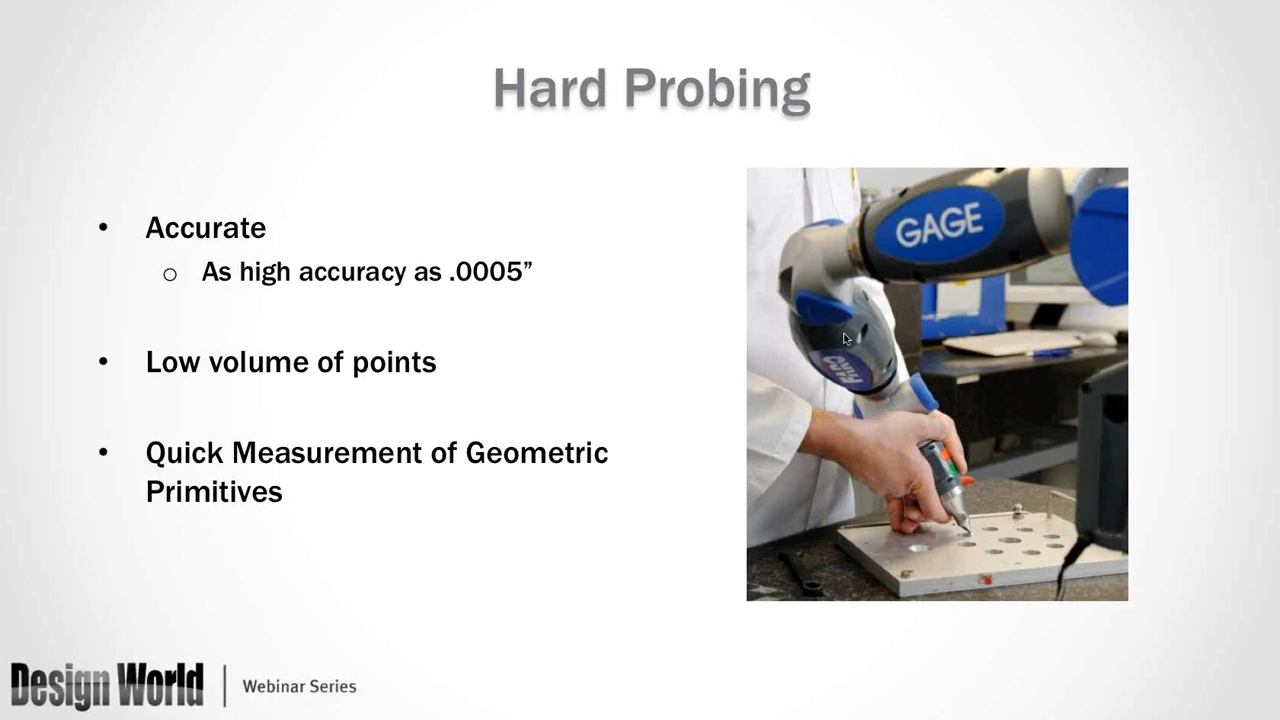 Hard Probing
• Accurate
o As high accuracy as .0005”
• Low volume of points
• Quick Measurement of Geometric
Primitives
GAGE
FARO
Design World | Webinar Series